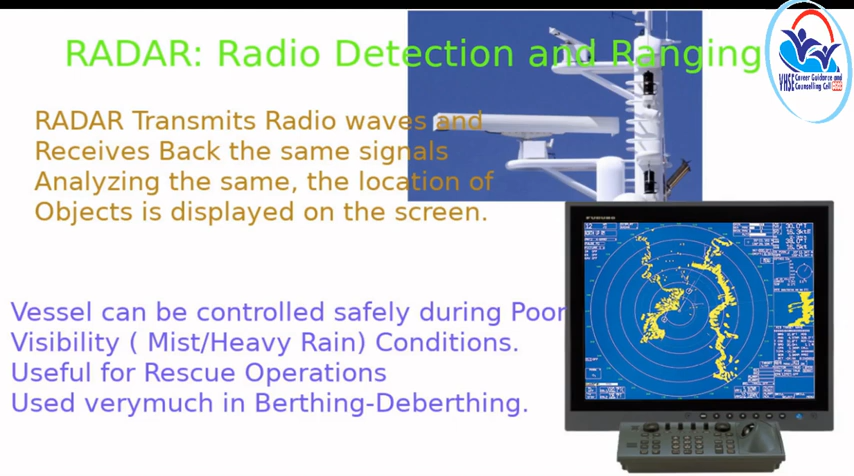 RADAR: Radio Detection and Ranging
VHSE Career Guidance and
Counselling Cell
RADAR Transmits Radio waves and
Receives Back the same signals
Analyzing the same, the location of
Objects is displayed on the screen.
Vessel can be controlled safely during Poor
Visibility ( Mist/Heavy Rain) Conditions.
Useful for Rescue Operations
Used verymuch in Berthing-Deberthing.